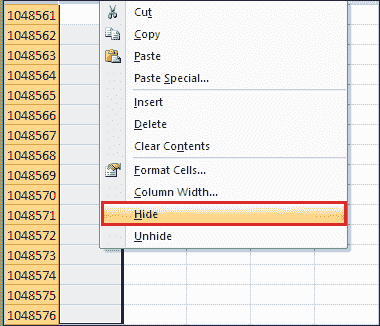 1048561
1048562
1048563
1048564
1048565
1048566
1048567
1048568
1048569
1048570
1048571
1048572
1048573
1048574
1048575
1048576
Cut
Copy
Paste
Paste Special...
Insert
Delete
Clear Contents
Format Cells...
Column Width...
Hide
Unhide